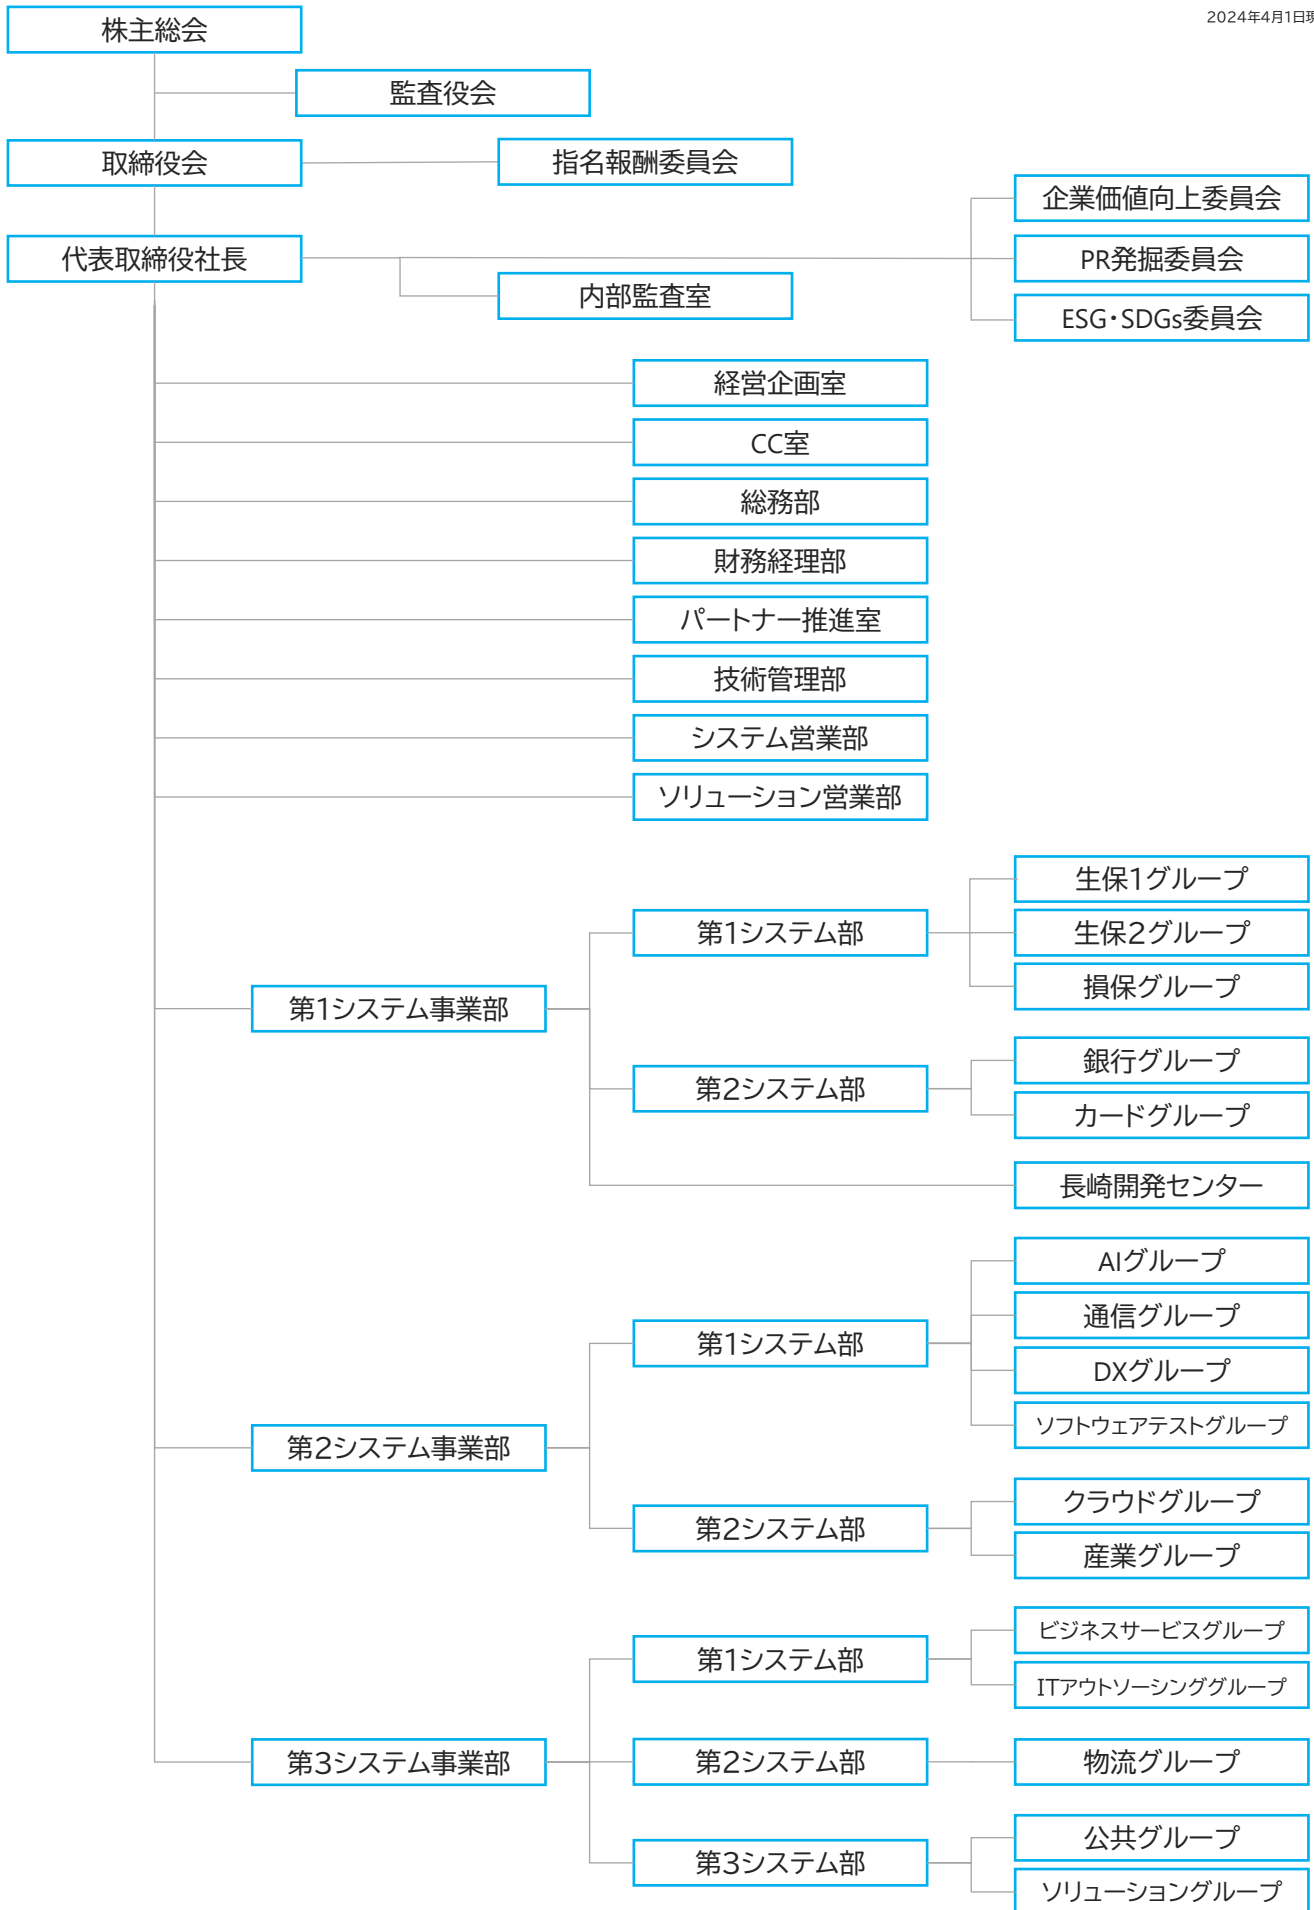 2024年4月1日現
株主総会
監査役会
取締役会
指名報酬委員会
企業価値向上委員会
代表取締役社長
PR発掘委員会
内部監査室
ESG・SDGs委員会
経営企画室
CC室
総務部
財務経理部
パートナー推進室
技術管理部
システム営業部
ソリューション営業部
第1システム事業部
第1システム部
生保1グループ
生保2グループ
損保グループ
第2システム部
銀行グループ
カードグループ
長崎開発センター
第2システム事業部
第1システム部
AIグループ
通信グループ
DXグループ
ソフトウェアテストグループ
第2システム部
クラウドグループ
産業グループ
第3システム事業部
第1システム部
ビジネスサービスグループ
ITアウトソーシンググループ
第2システム部
物流グループ
第3システム部
公共グループ
ソリューショングループ